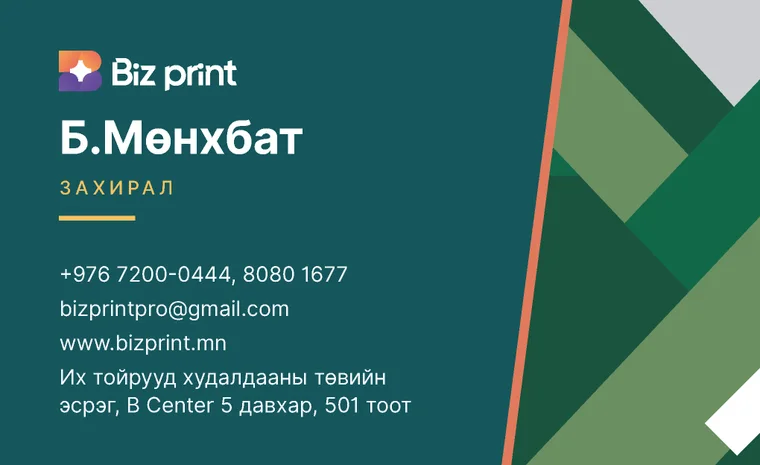 Biz print
Б.Мөнхбат
ЗАХИРАЛ
+976 7200-0444, 8080 1677
bizprintpro@gmail.com
www.bizprint.mn
Их тойрууд худалдааны төвийн
эсрэг, B Center 5 давхар, 501 тоот